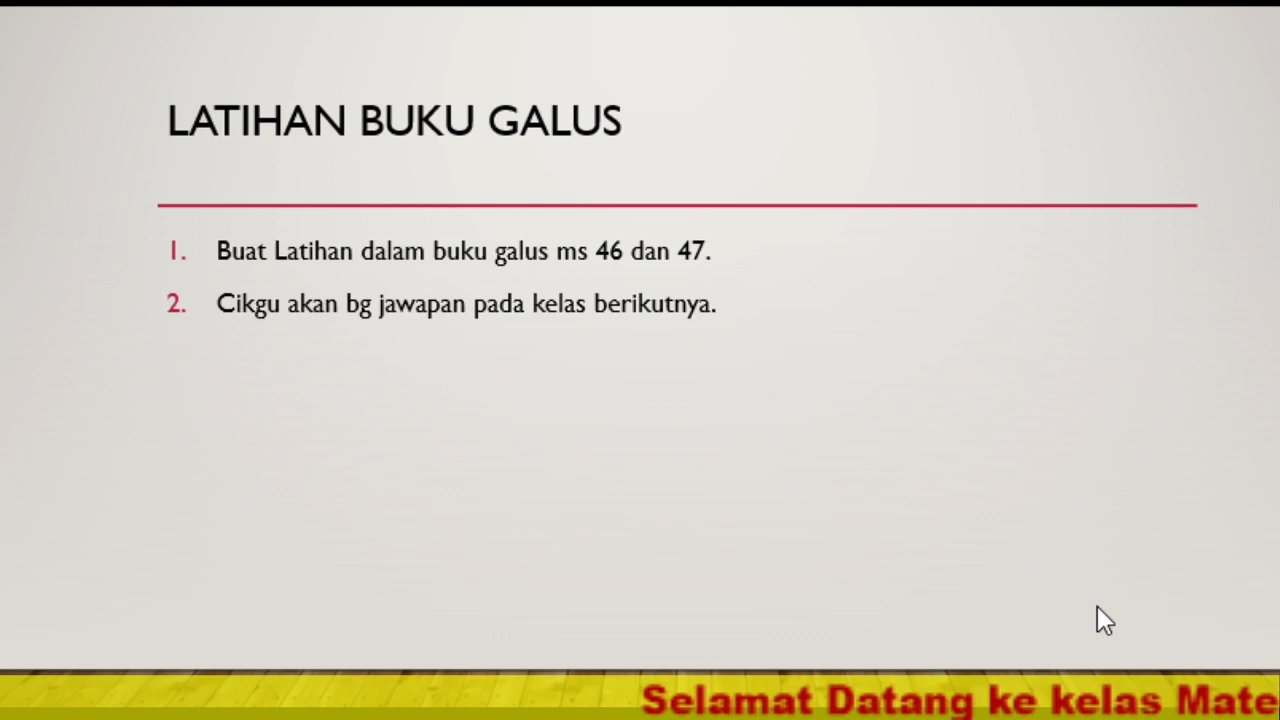 LATIHAN BUKU GALUS
1. Buat Latihan dalam buku galus ms 46 dan 47.
2. Cikgu akan bg jawapan pada kelas berikutnya.
Selamat Datang ke kelas Mate